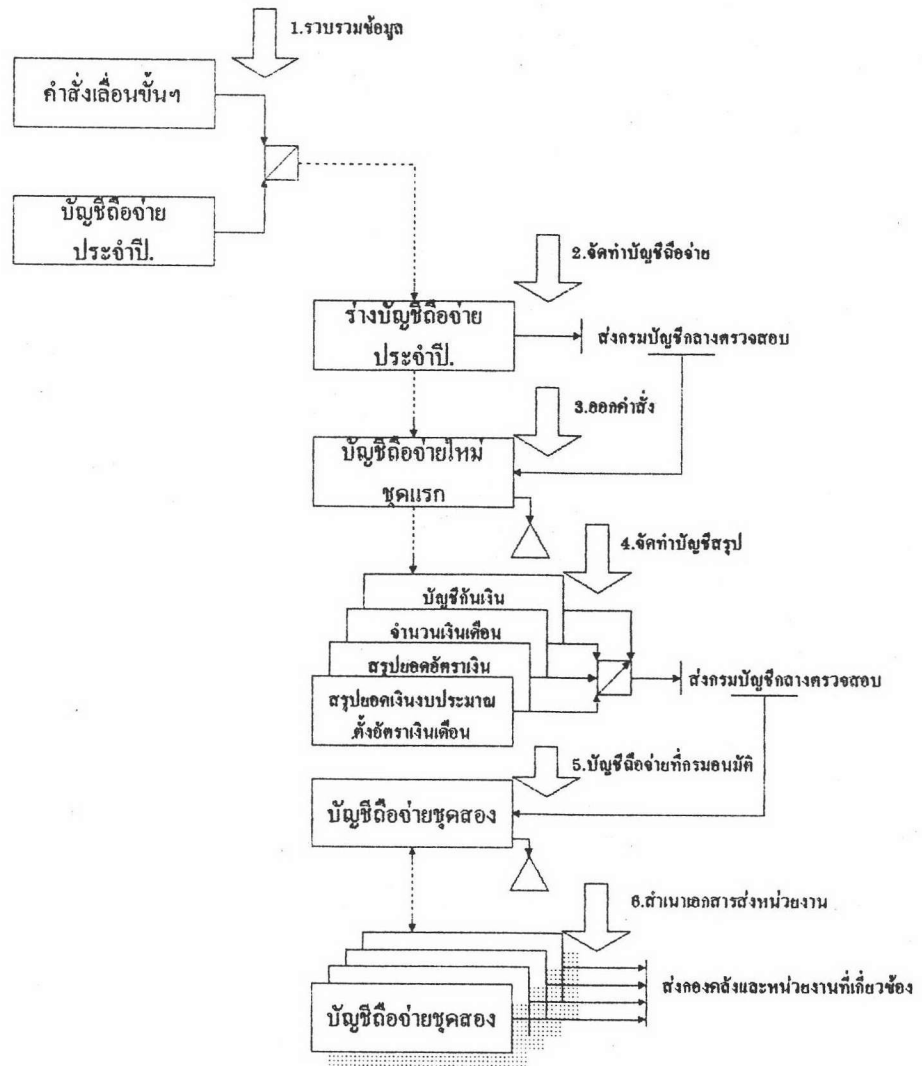 1.รวบรวมข้อมูล
คำสั่งเลื่อนขั้นฯ
บัญชีถือจ่าย
ประจำปี.
2.จัดทำบัญชีถือจ่าย
ร่างบัญชีถือจ่าย
ประจำปี.
ส่งกรมบัญชีกลางตรวจสอบ
3.ออกคำสั่ง
บัญชีถือจ่ายใหม่
ชุดแรก
4.จัดทำบัญชีสรุป
บัญชีกันเงิน
จำนวนเงินเดือน
สรุปยอดอัตราเงิน
สรุปยอดเงินงบประมาณ
ตั้งอัตราเงินเดือน
ส่งกรมบัญชีกลางตรวจสอบ
5.บัญชีถือจ่ายที่กรมอนมัติ
บัญชีถือจ่ายชุดสอง
6.สำเนาเอกสารส่งหน่วยงาน
ส่งกองคลังและหน่วยงานที่เกี่ยวข้อง
บัญชีถือจ่ายชุดสอง